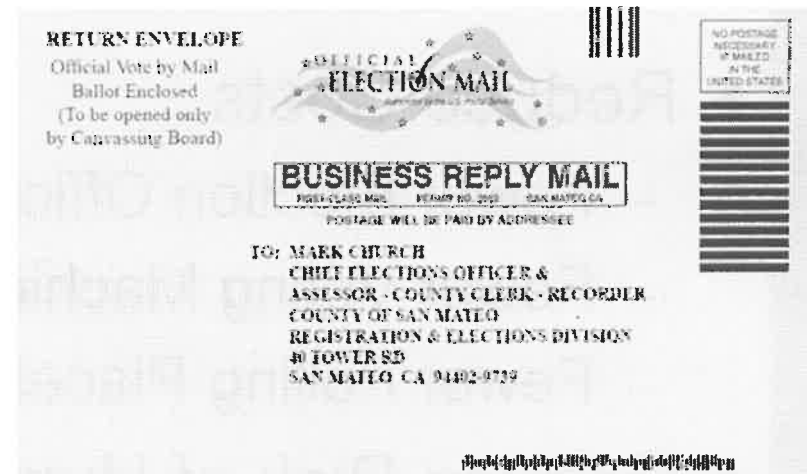 RETURN ENVELOPE
Official Vote by Mail
Ballot Enclosed
(To be opened only
by Canvassing Board)
OFFICIAL
ELECTION MAIL
NO POSTAGE
NECESSARY
IF MAILED
IN THE
UNITED STATES
BUSINESS REPLY MAIL
FIRST-CLASS MAIL PERMIT NO. SAN MATEO CA
POSTAGE WILL BE PAID BY ADDRESSEE
TO: MARK CHURCH
CHIEF ELECTIONS OFFICER &
ASSESSOR - COUNTY CLERK - RECORDER
COUNTY OF SAN MATEO
REGISTRATION & ELECTIONS DIVISION
40 TOWER RD
SAN MATEO CA 94402-9739